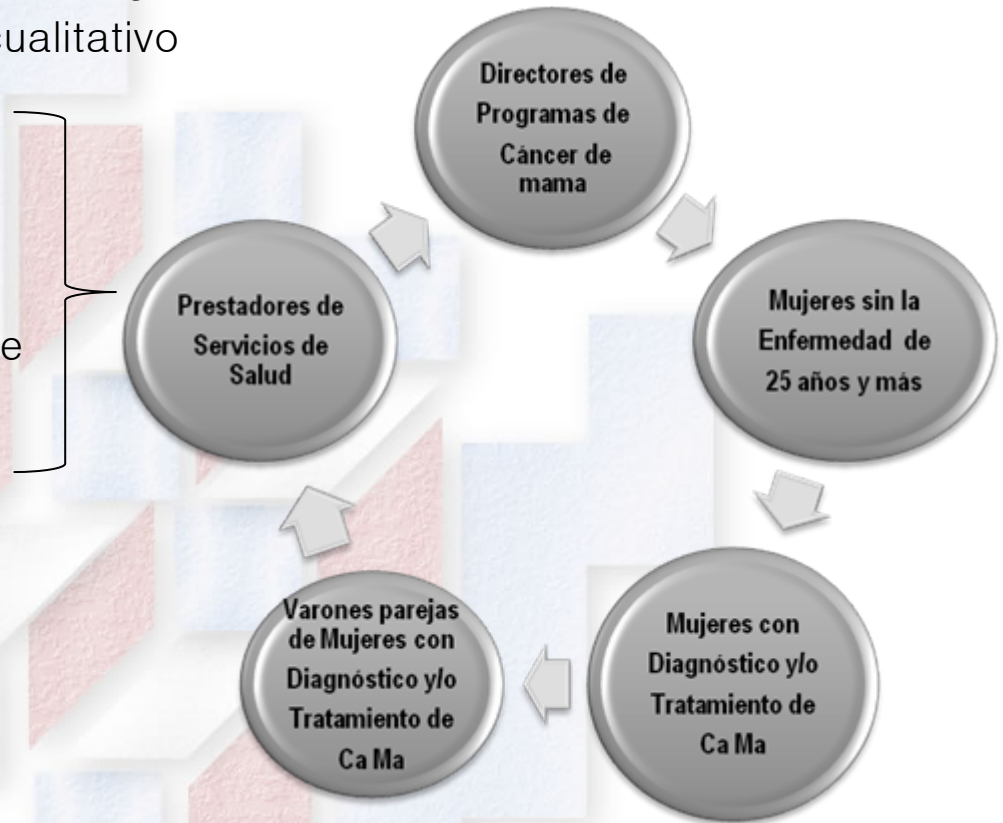 cualitativo
e
Directores de
Programas de
Cáncer de
mama
Mujeres sin la
Enfermedad de
25 años y más
Mujeres con
Diagnóstico y/o
Tratamiento de
Ca Ma
Varones parejas
de Mujeres con
Diagnóstico y/o
Tratamiento de
Ca Ma
Prestadores de
Servicios de
Salud